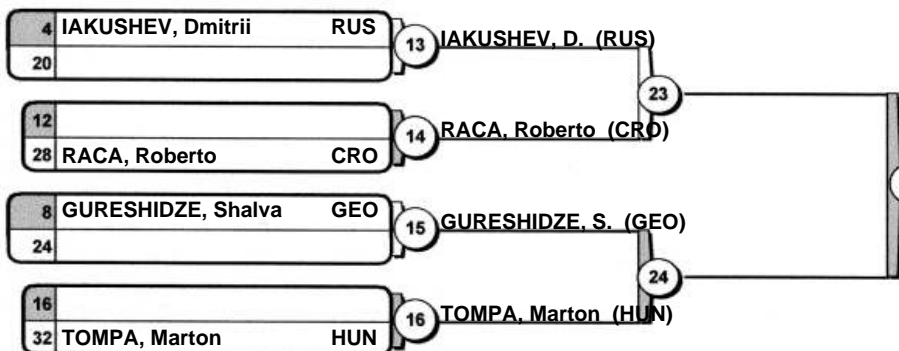 4 IAKUSHEV, Dmitrii RUS
20
13 IAKUSHEV, D. (RUS)
23
12
28 RACA, Roberto CRO
14 RACA, Roberto (CRO)
8 GURESHIDZE, Shalva GEO
24
15 GURESHIDZE, S. (GEO)
24
16
32 TOMPA, Marton HUN
16 TOMPA, Marton (HUN)